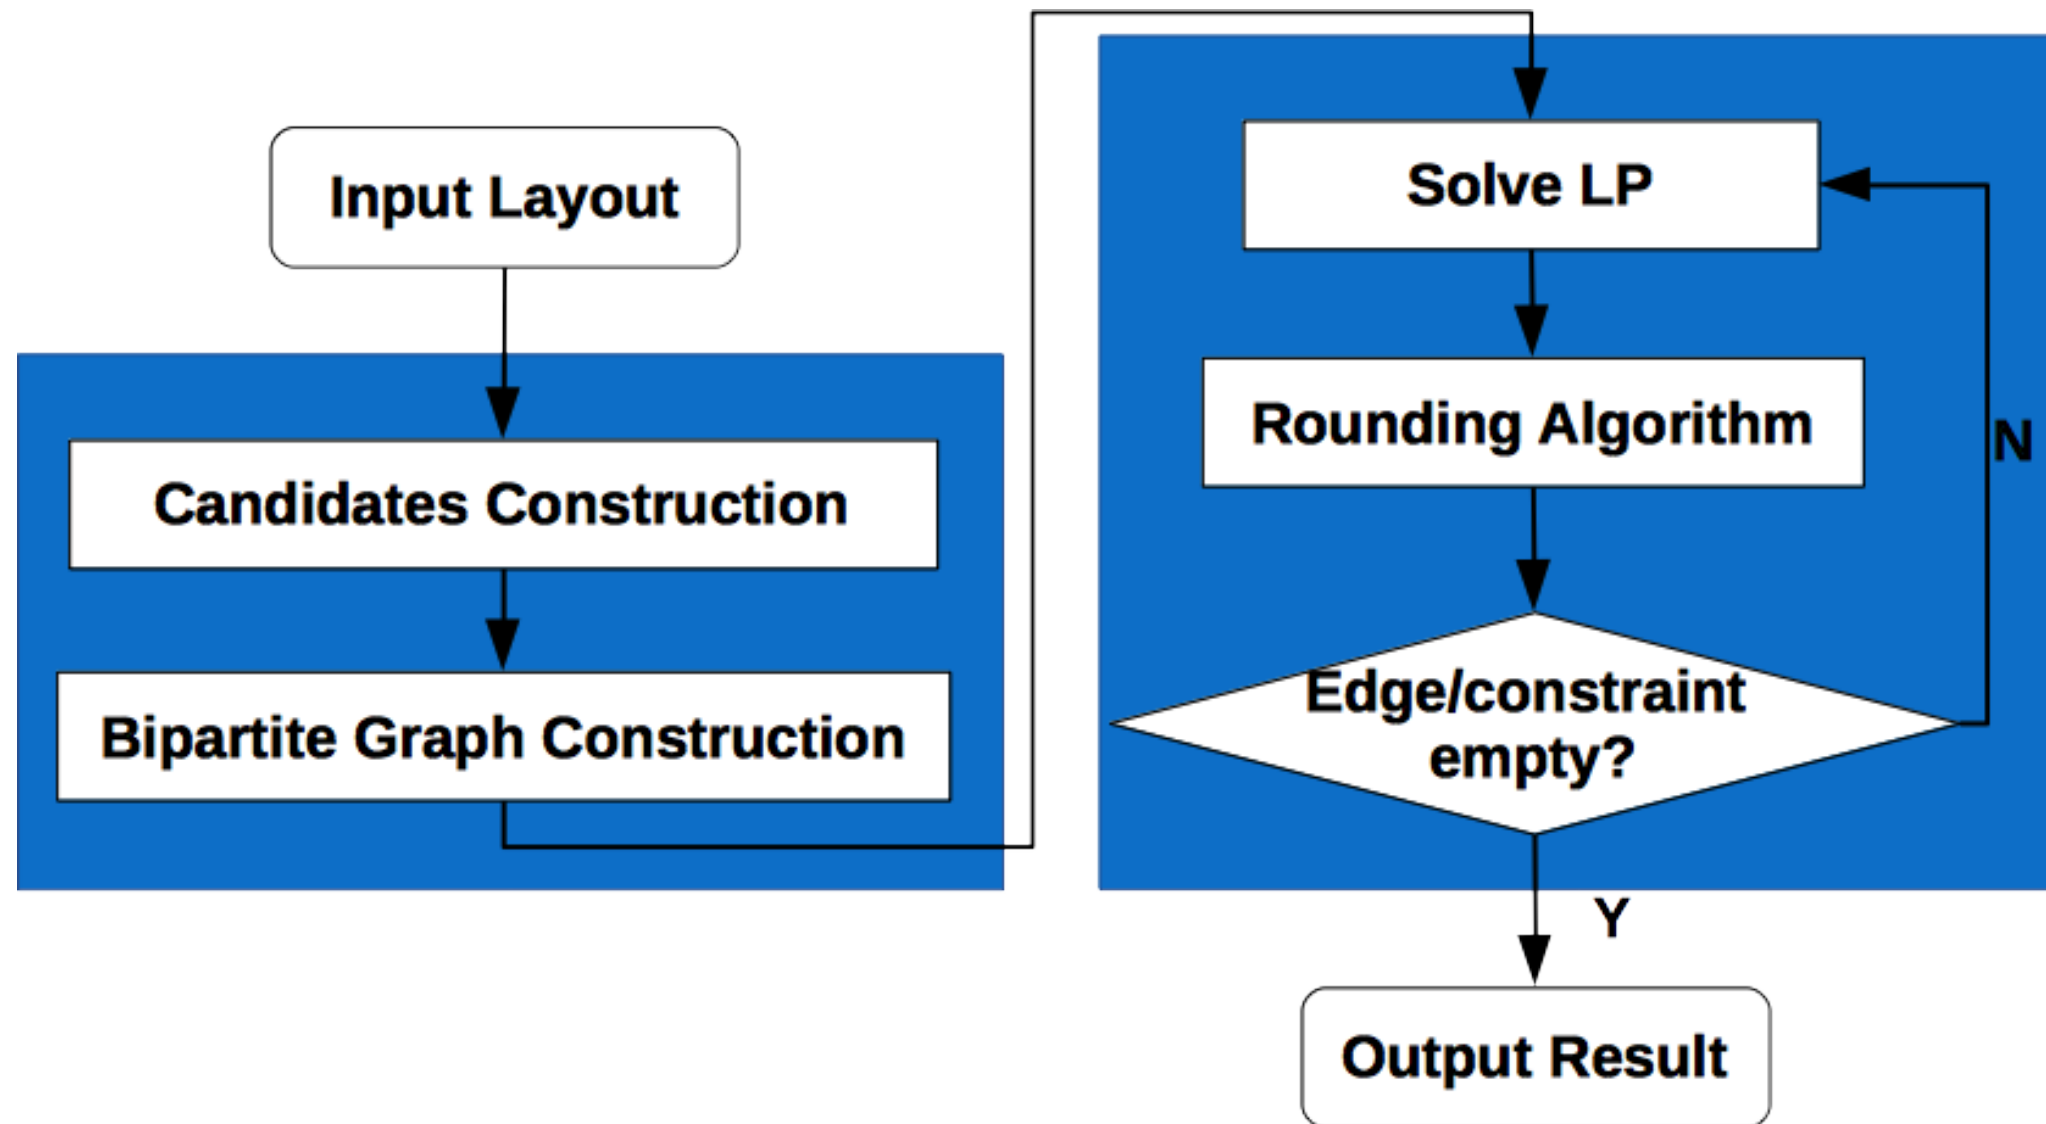 Input Layout
Candidates Construction
Bipartite Graph Construction
Solve LP
Rounding Algorithm
N
Edge/constraint
empty?
Y
Output Result